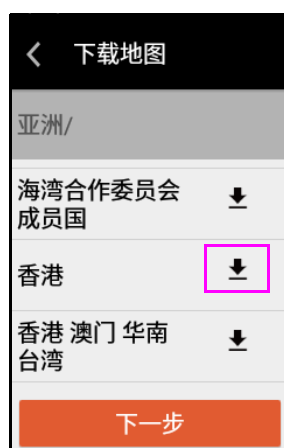 下载地图
亚洲/
海湾合作委员会
成员国
香港
香港 澳门 华南
台湾
下一步